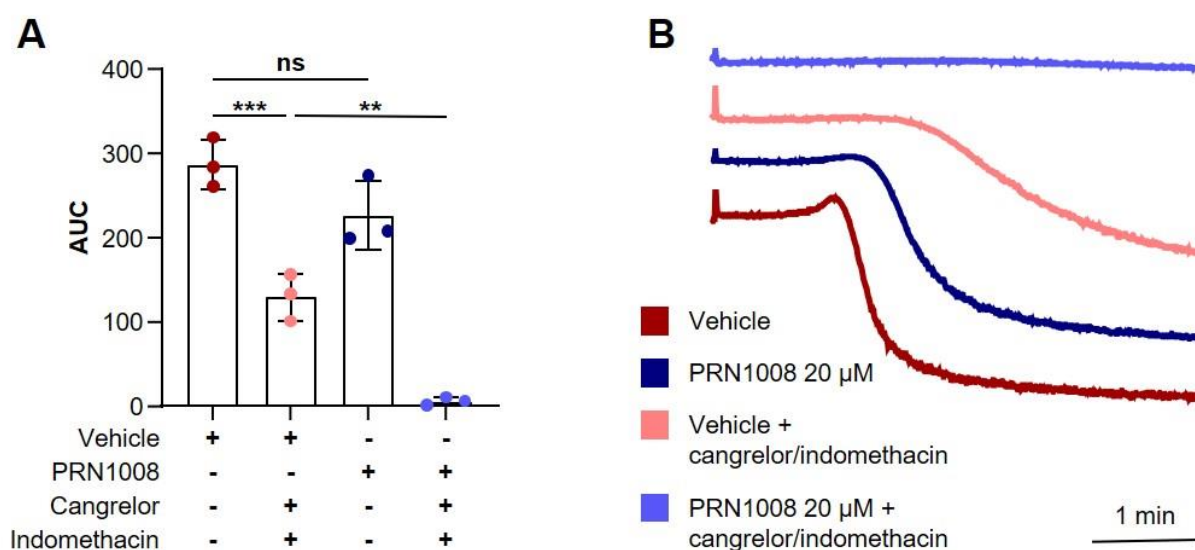 A
400
300
200
100
0
AUC
ns
***
**
Vehicle + + - -
PRN1008 - - + +
Cangrelor - + - +
Indomethacin - + - +
B
Vehicle
PRN1008 20 µM
Vehicle +
cangrelor/indomethacin
PRN1008 20 µM +
cangrelor/indomethacin
1 min